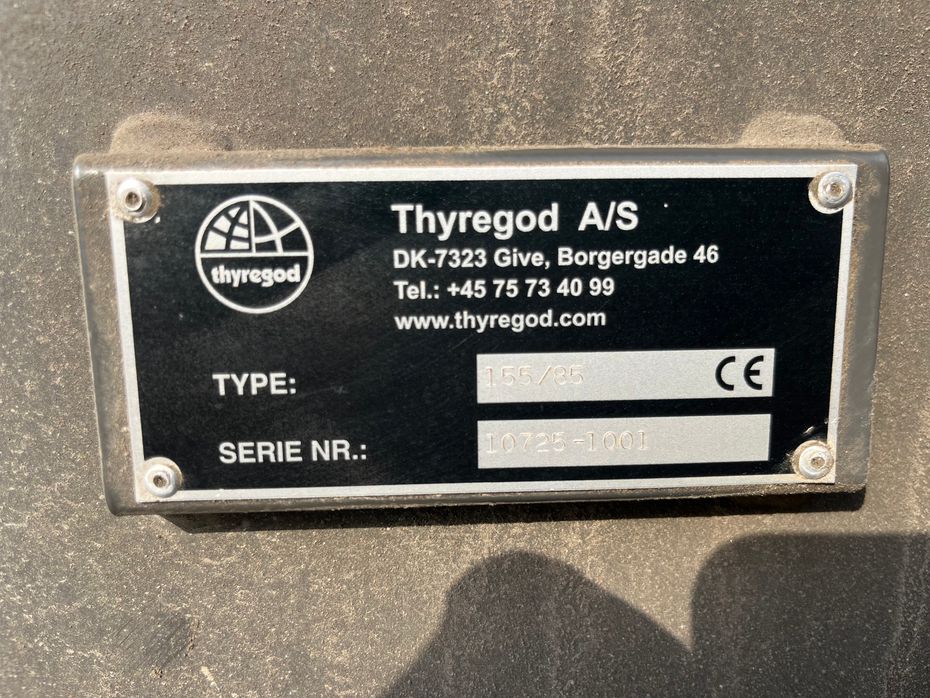 thyregod
Thyregod A/S
DK-7323 Give, Borgergade 46
Tel.: +45 75 73 40 99
www.thyregod.com
TYPE: 155/85 CE
SERIE NR.: 10725-1001